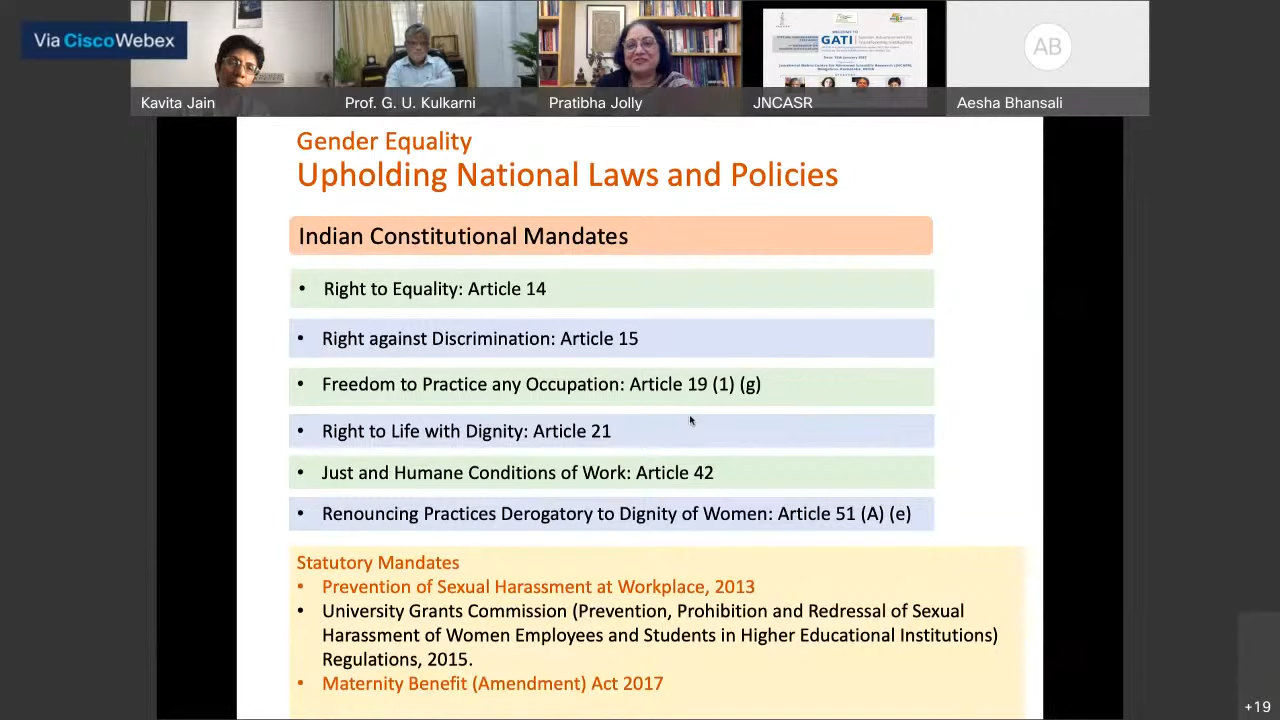 Via Cisco Webex
Kavita Jain
Prof. G. U. Kulkarni
Pratibha Jolly
GATI
JNCASR
AB
Aesha Bhansali
Gender Equality
Upholding National Laws and Policies
Indian Constitutional Mandates
• Right to Equality: Article 14
• Right against Discrimination: Article 15
• Freedom to Practice any Occupation: Article 19 (1) (g)
• Right to Life with Dignity: Article 21
• Just and Humane Conditions of Work: Article 42
• Renouncing Practices Derogatory to Dignity of Women: Article 51 (A) (e)
Statutory Mandates
• Prevention of Sexual Harassment at Workplace, 2013
• University Grants Commission (Prevention, Prohibition and Redressal of Sexual
Harassment of Women Employees and Students in Higher Educational Institutions)
Regulations, 2015.
• Maternity Benefit (Amendment) Act 2017
+19